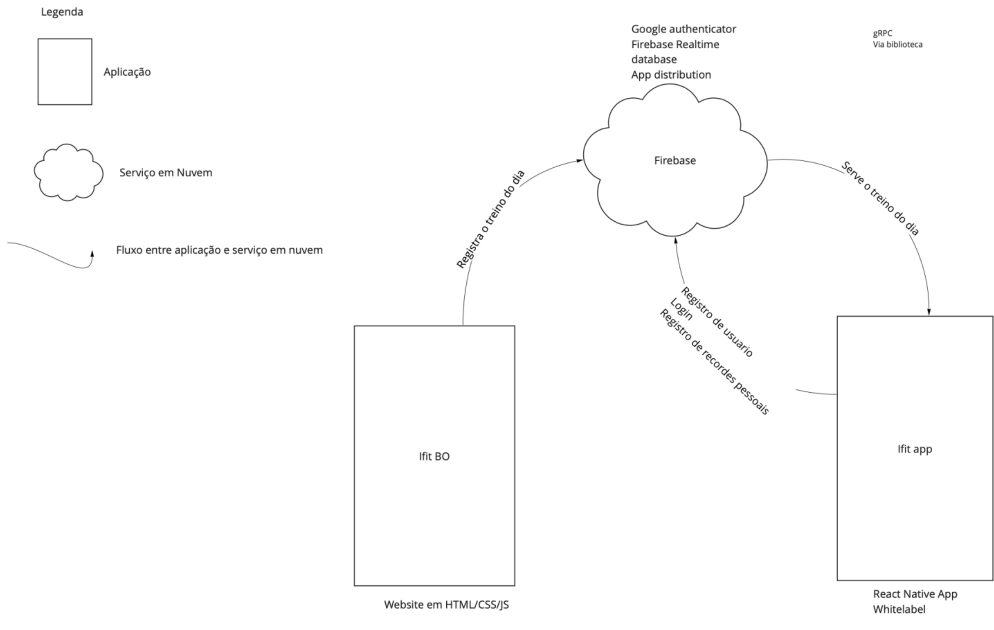 Legenda
Aplicação
Serviço em Nuvem
Fluxo entre aplicação e serviço em nuvem
Google authenticator
Firebase Realtime
database
App distribution
gRPC
Via biblioteca
Firebase
Registra o treino do dia
Serve o treino do dia
Registro de usuario
Login
Registro de recordes pessoais
Ifit BO
Ifit app
Website em HTML/CSS/JS
React Native App
Whitelabel